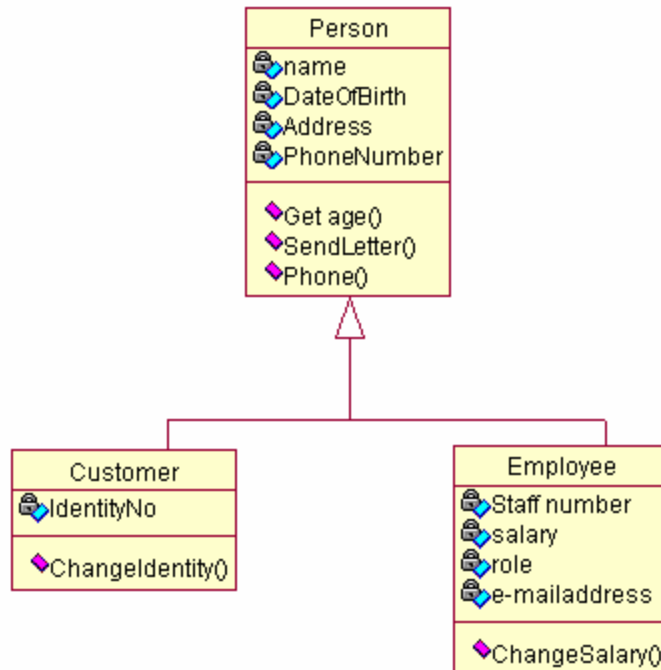 Person
name
DateOfBirth
Address
PhoneNumber
Get age()
SendLetter()
Phone()
Customer
IdentityNo
ChangeIdentity()
Employee
Staff number
salary
role
e-mailaddress
ChangeSalary()